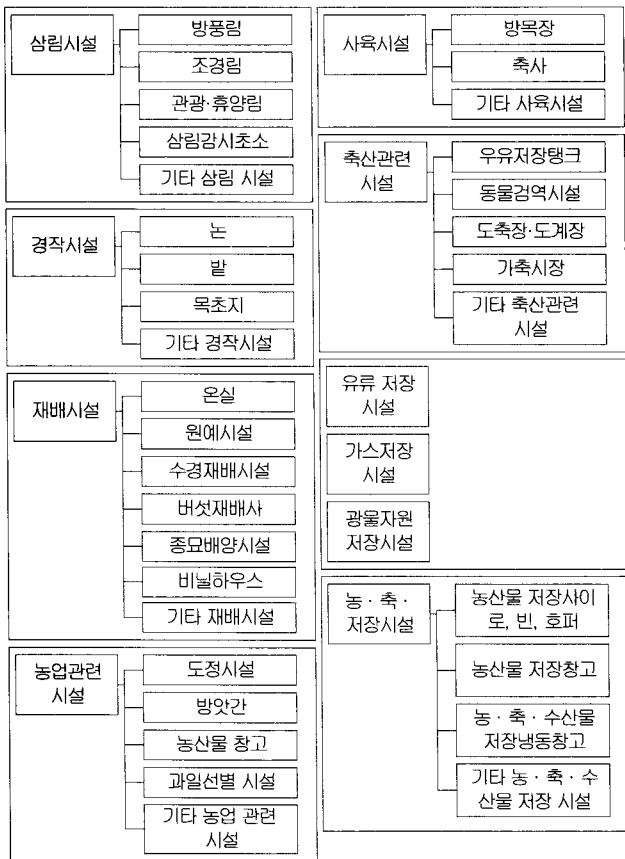 삼림시설
방풍림
조경림
관광·휴양림
삼림감시초소
기타 삼림 시설
경작시설
논
밭
목초지
기타 경작시설
재배시설
온실
원예시설
수경재배시설
버섯재배사
종묘배양시설
비닐하우스
기타 재배시설
농업관련
시설
도정시설
방앗간
농산물 창고
과일선별 시설
기타 농업 관련
시설
사육시설
방목장
축사
기타 사육시설
축산관련
시설
우유저장탱크
동물검역시설
도축장·도계장
가축시장
기타 축산관련
시설
유류 저장
시설
가스저장
시설
광물자원
저장시설
농·축·
저장시설
농산물 저장사이
로, 빈, 호퍼
농산물 저장창고
농·축·수산물
저장냉동창고
기타 농·축·수
산물 저장 시설